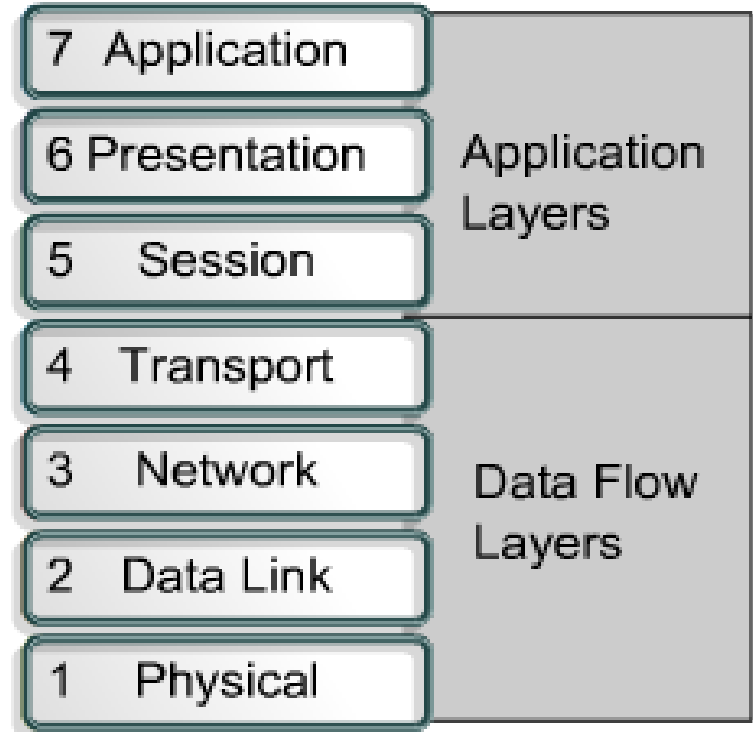 7 Application
6 Presentation
5 Session
4 Transport
3 Network
2 Data Link
1 Physical
Application
Layers
Data Flow
Layers